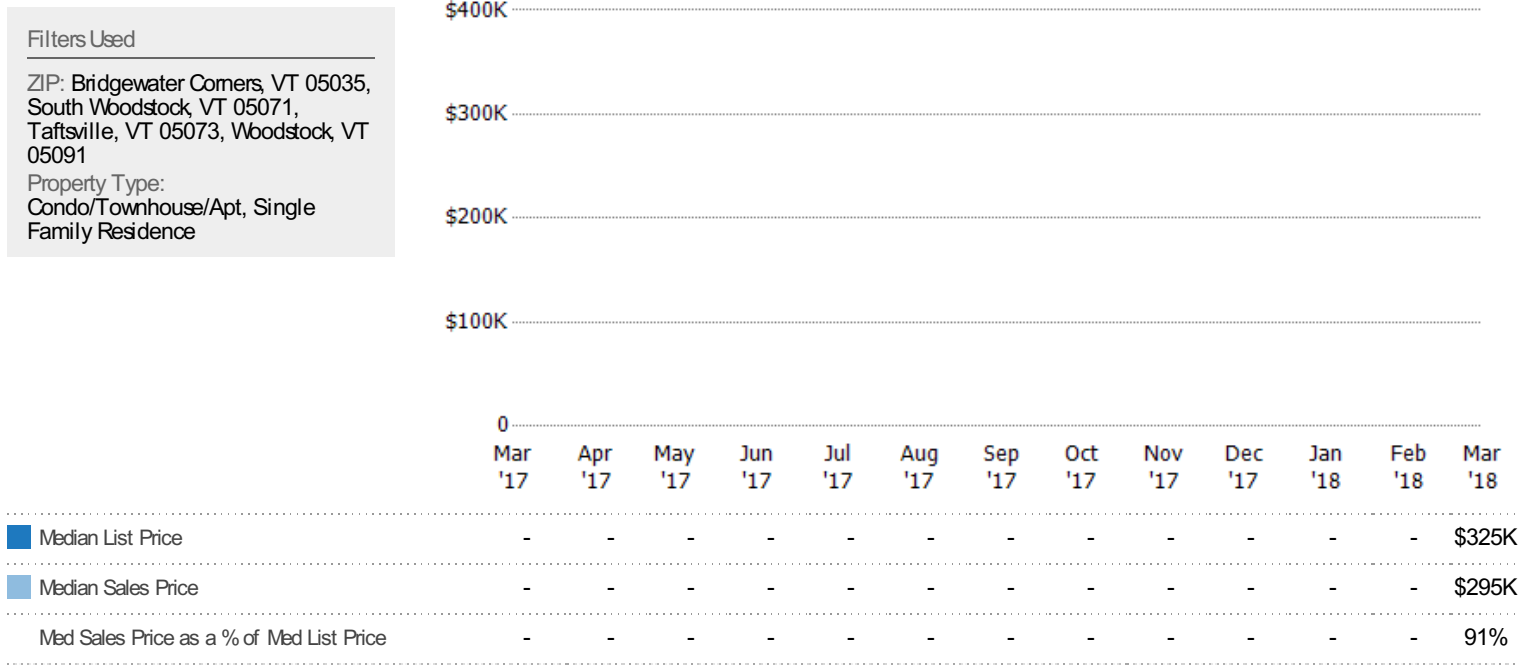 Filters Used
ZIP: Bridgewater Corners, VT 05035,
South Woodstock, VT 05071,
Taftsville, VT 05073, Woodstock, VT
05091
Property Type:
Condo/Townhouse/Apt, Single
Family Residence
$400K
$300K
$200K
$100K
0
Mar Apr May Jun Jul Aug Sep Oct Nov Dec Jan Feb Mar
'17 '17 '17 '17 '17 '17 '17 '17 '17 '17 '18 '18 '18
Median List Price - - - - - - - - - - - - $325K
Median Sales Price - - - - - - - - - - - - $295K
Med Sales Price as a % of Med List Price - - - - - - - - - - - - 91%